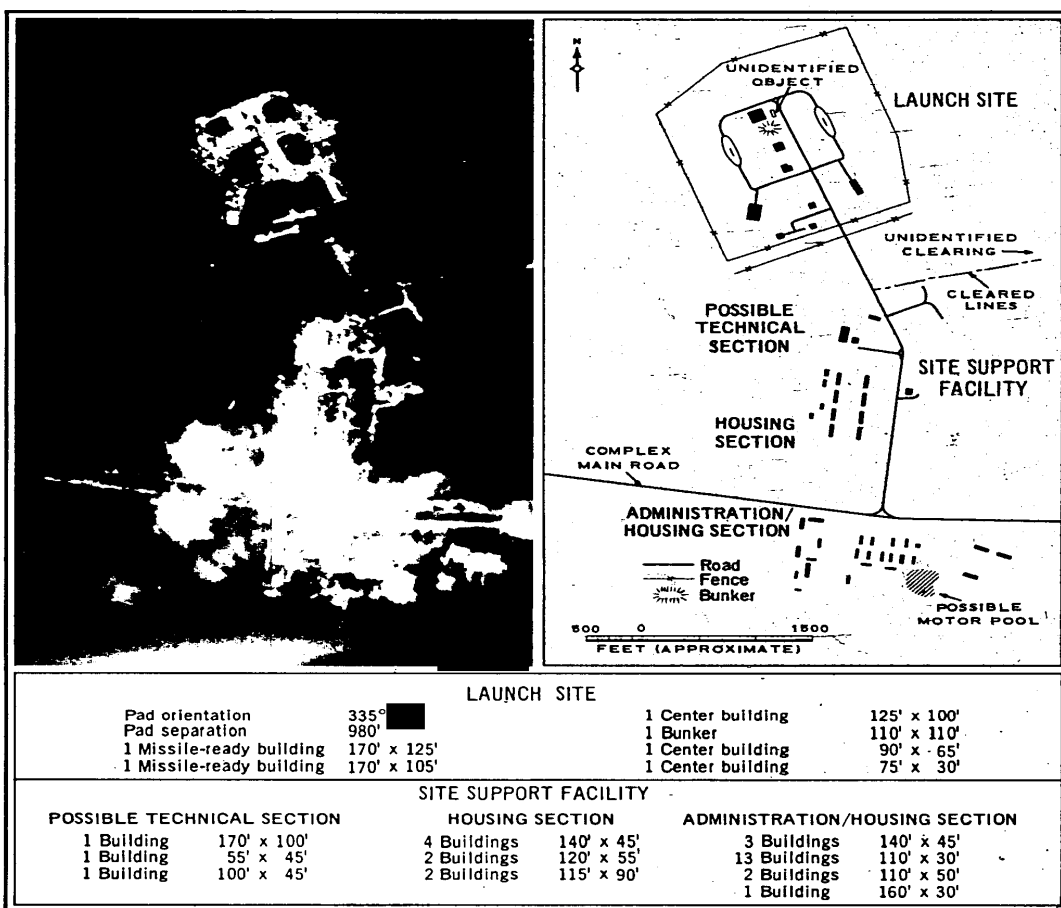 N
UNIDENTIFIED
OBJECT
LAUNCH SITE
UNIDENTIFIED
CLEARING
CLEARED
LINES
POSSIBLE
TECHNICAL
SECTION
SITE SUPPORT
FACILITY
HOUSING
SECTION
COMPLEX
MAIN ROAD
ADMINISTRATION/
HOUSING SECTION
Road
Fence
Bunker
POSSIBLE
MOTOR POOL
500 0 1500
FEET (APPROXIMATE)
LAUNCH SITE
Pad orientation 335°
Pad separation 980'
1 Missile-ready building 170' x 125'
1 Missile-ready building 170' x 105'
1 Center building 125' x 100'
1 Bunker 110' x 110'
1 Center building 90' x 65'
1 Center building 75' x 30'
SITE SUPPORT FACILITY
POSSIBLE TECHNICAL SECTION
1 Building 170' x 100'
1 Building 55' x 45'
1 Building 100' x 45'
HOUSING SECTION
4 Buildings 140' x 45'
2 Buildings 120' x 55'
2 Buildings 115' x 90'
ADMINISTRATION/HOUSING SECTION
3 Buildings 140' x 45'
13 Buildings 110' x 30'
2 Buildings 110' x 50'
1 Building 160' x 30'